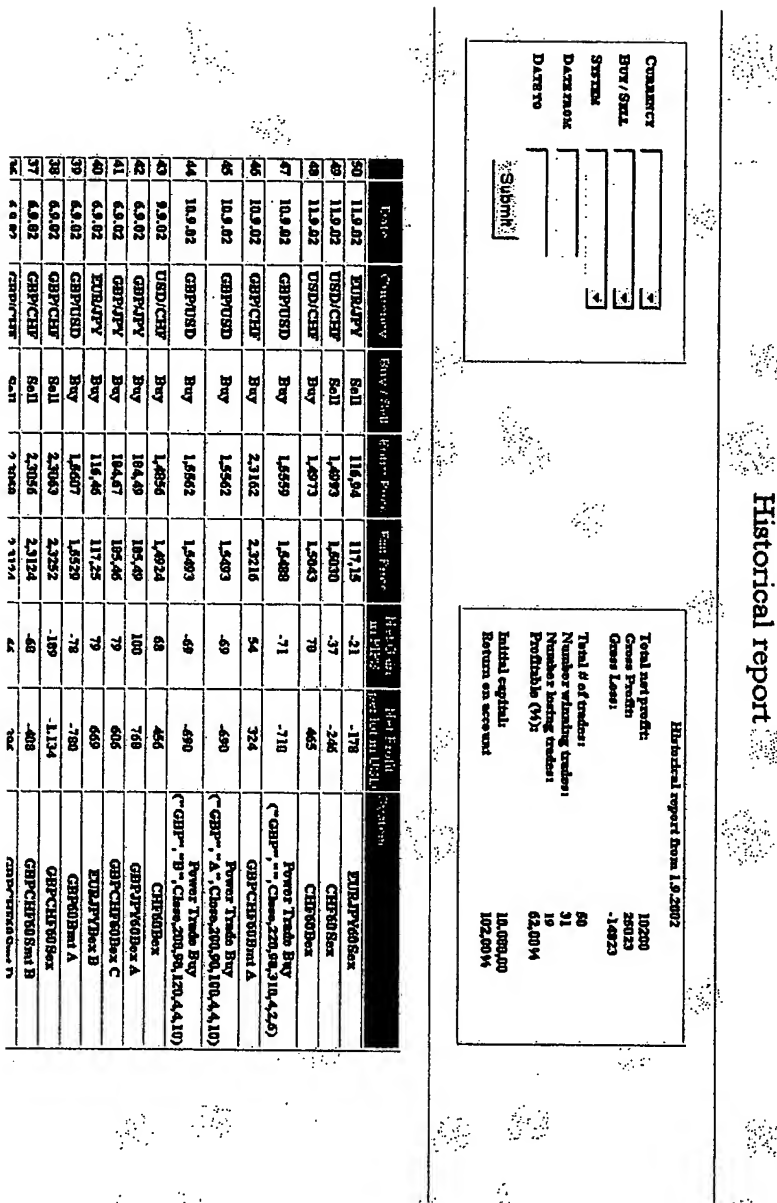 Historical report
CURRENCY
BUY / SELL
SYSTEM
DATE FROM
DATE TO
Submit
Historical report from 1.9.2002
Total net profit: 10200
Gross Profit: 25023
Gross Loss: -14823
Total # of trades: 50
Number winning trades: 31
Number losing trades: 19
Profitable (%): 62,00%
Initial capital: 10.000,00
Return on account 102,00%
Date Currency Buy / Sell Entry Price Exit Price System
50 11.9.02 EUR/JPY Sell 116,94 117,15 -21 -178 EURJPY60Sex
49 11.9.02 USD/CHF Sell 1,4993 1,5030 -37 -246 CHF60Sex
48 11.9.02 USD/CHF Buy 1,4973 1,5043 70 465 CHF60Bex
47 10.9.02 GBP/USD Buy 1,5559 1,5488 -71 -710 Power Trade Buy
("GBP","",Close,220,98,310,4,2,6)
46 10.9.02 GBP/CHF Buy 2,3162 2,3216 54 324 GBPCHF60Bmt A
45 10.9.02 GBP/USD Buy 1,5562 1,5493 -69 -690 Power Trade Buy
("GBP","A",Close,200,90,100,4,4,10)
44 10.9.02 GBP/USD Buy 1,5562 1,5493 -69 -690 Power Trade Buy
("GBP","B",Close,200,90,120,4,4,10)
43 9.9.02 USD/CHF Buy 1,4856 1,4924 68 456 CHF60Bex
42 6.9.02 GBP/JPY Buy 184,49 185,49 100 768 GBPJPY60Bex A
41 6.9.02 GBP/JPY Buy 184,67 185,46 79 606 GBPCHF60Bex C
40 6.9.02 EUR/JPY Buy 116,46 117,25 79 669 EURJPYBex B
39 6.9.02 GBP/USD Buy 1,5607 1,5529 -78 -780 GBP60Bmt A
38 6.9.02 GBP/CHF Sell 2,3063 2,3252 -189 -1.134 GBPCHF60Sex
37 6.9.02 GBP/CHF Sell 2,3056 2,3124 -68 -408 GBPCHF60Smt B